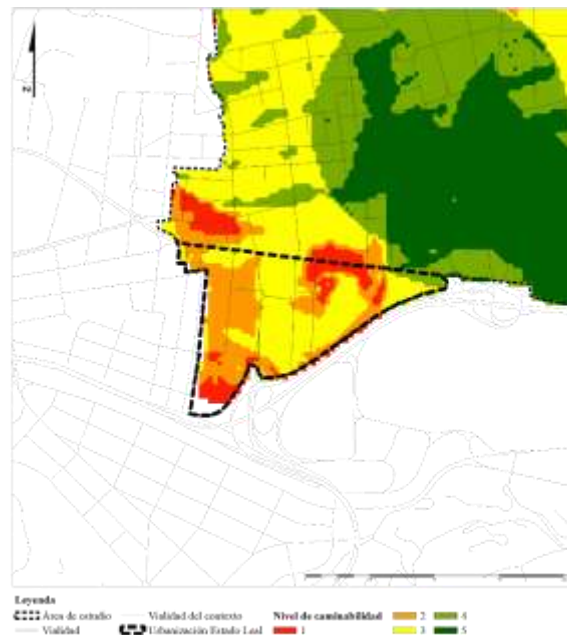 N
Leyenda
Área de estudio Vialidad del contexto Nivel de caminabilidad 2 4
Vialidad Urbanización Estado Leal 1 3 5